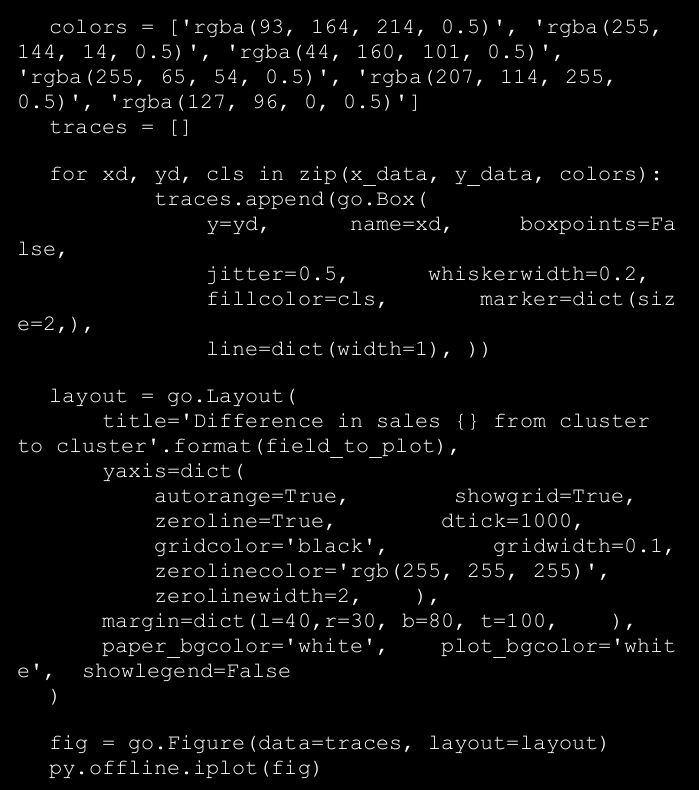 colors = ['rgba(93, 164, 214, 0.5)', 'rgba(255,
144, 14, 0.5)', 'rgba(44, 160, 101, 0.5)',
'rgba(255, 65, 54, 0.5)', 'rgba(207, 114, 255,
0.5)', 'rgba(127, 96, 0, 0.5)']
traces = []
for xd, yd, cls in zip(x_data, y_data, colors):
traces.append(go.Box(
y=yd, name=xd, boxpoints=Fa
lse,
jitter=0.5, whiskerwidth=0.2,
fillcolor=cls, marker=dict(siz
e=2,),
line=dict(width=1), ))
layout = go.Layout(
title='Difference in sales {} from cluster
to cluster'.format(field_to_plot),
yaxis=dict(
autorange=True, showgrid=True,
zeroline=True, dtick=1000,
gridcolor='black', gridwidth=0.1,
zerolinecolor='rgb(255, 255, 255)',
zerolinewidth=2, ),
margin=dict(l=40,r=30, b=80, t=100, ),
paper_bgcolor='white', plot_bgcolor='whit
e', showlegend=False
)
fig = go.Figure(data=traces, layout=layout)
py.offline.iplot(fig)